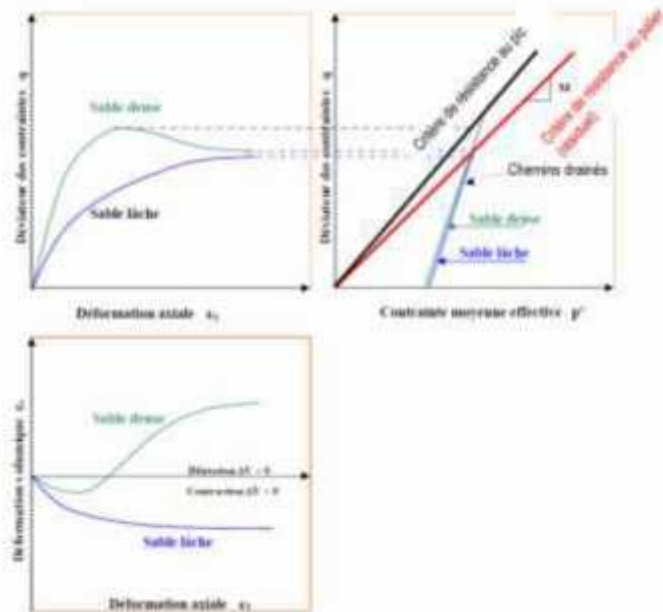 Déviateur des contraintes q
Sable dense
Sable lâche
Déformation axiale ε₁
Déviateur des contraintes q
Critère de résistance au pic
Critère de résistance au palier
(résiduel)
M
Chemins drainés
Sable dense
Sable lâche
Contrainte moyenne effective p'
Déformation volumique εᵥ
Sable dense
Dilatation ΔV > 0
Contraction ΔV < 0
Sable lâche
Déformation axiale ε₁